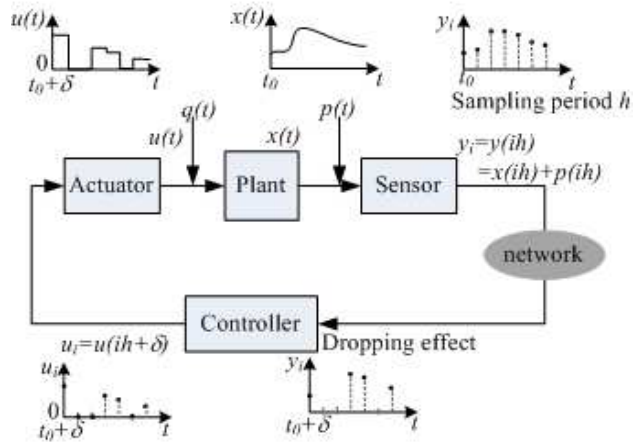 u(t)
0
t₀+δ
t
x(t)
t₀
t
yᵢ
t₀
t
Sampling period h
q(t)
u(t)
x(t)
p(t)
yᵢ=y(ih)
=x(ih)+p(ih)
Actuator
Plant
Sensor
network
Controller
Dropping effect
uᵢ=u(ih+δ)
uᵢ
0
t₀+δ
t
yᵢ
t₀+δ
t